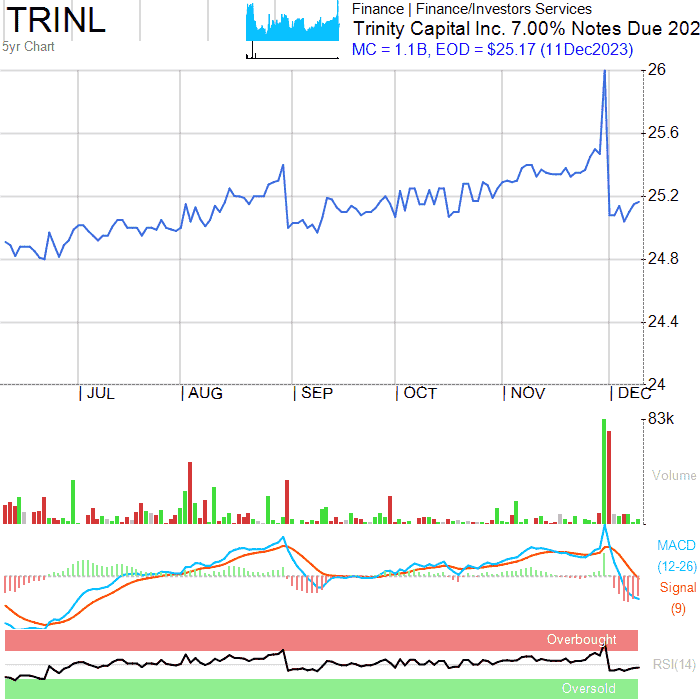 TRINL
5yr Chart
Finance | Finance/Investors Services
Trinity Capital Inc. 7.00% Notes Due 202
MC = 1.1B, EOD = $25.17 (11Dec2023)
26
25.6
25.2
24.8
24.4
24
| JUL | AUG | SEP | OCT | NOV | DEC
83k
Volume
MACD
(12-26)
Signal
(9)
Overbought
RSI(14)
Oversold